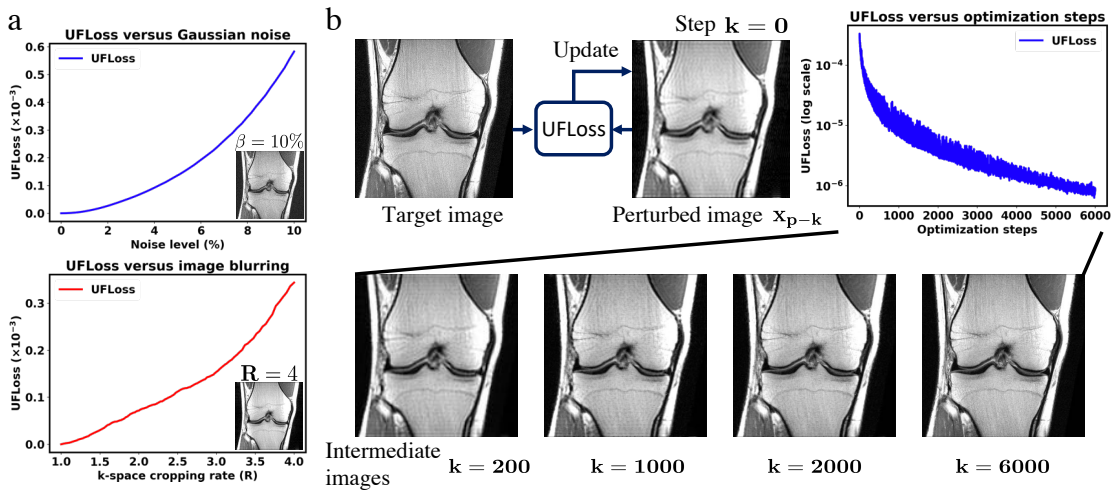 a
UFLoss versus Gaussian noise
UFLoss
UFLoss (×10⁻³)
0.6
0.5
0.4
0.3
0.2
0.1
0.0
β = 10%
0 2 4 6 8 10
Noise level (%)
UFLoss versus image blurring
UFLoss
UFLoss (×10⁻³)
0.3
0.2
0.1
0.0
R = 4
1.0 1.5 2.0 2.5 3.0 3.5 4.0
k-space cropping rate (R)
b
Step k = 0
Update
UFLoss
Target image
Perturbed image x_{p−k}
UFLoss versus optimization steps
UFLoss
UFLoss (log scale)
10⁻⁴
10⁻⁵
10⁻⁶
0 1000 2000 3000 4000 5000 6000
Optimization steps
Intermediate
images
k = 200
k = 1000
k = 2000
k = 6000